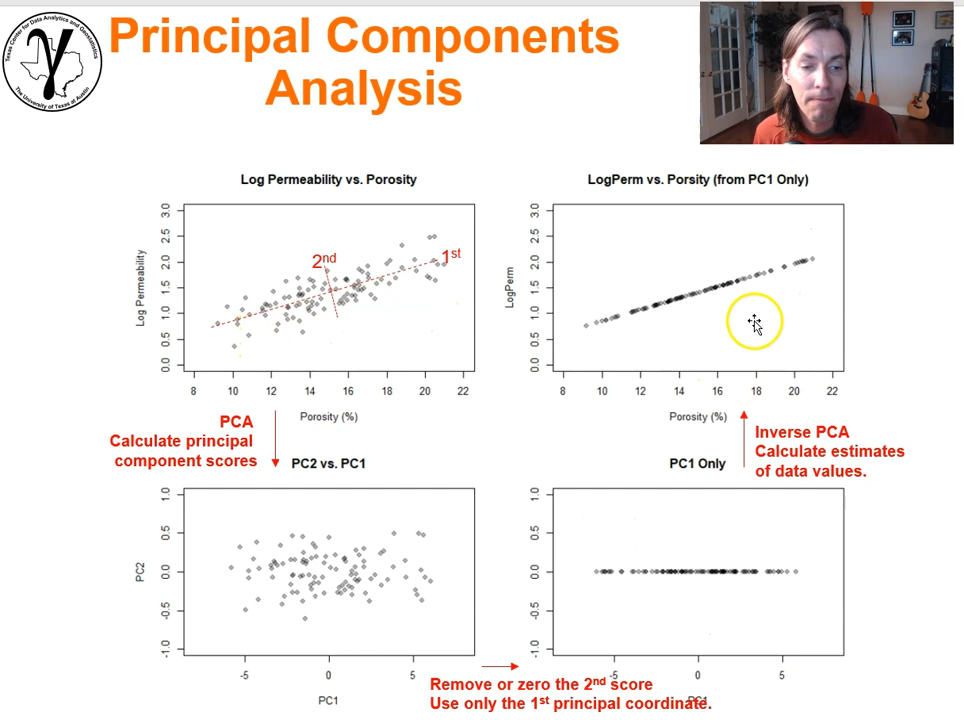 Texas Center for Data Analytics and Geostatistics
The University of Texas at Austin
Principal Components
Analysis
Log Permeability vs. Porosity
3.0
2.5
2.0
1.5
1.0
0.5
0.0
Log Permeability
2nd
1st
8 10 12 14 16 18 20 22
Porosity (%)
LogPerm vs. Porsity (from PC1 Only)
3.0
2.5
2.0
1.5
1.0
0.5
0.0
LogPerm
8 10 12 14 16 18 20 22
Porosity (%)
PCA
Calculate principal
component scores
Inverse PCA
Calculate estimates
of data values.
PC2 vs. PC1
1.0
0.5
0.0
-0.5
-1.0
PC2
-5 0 5
PC1
PC1 Only
1.0
0.5
0.0
-0.5
-1.0
-5 0 5
PC1
Remove or zero the 2nd score
Use only the 1st principal coordinate.